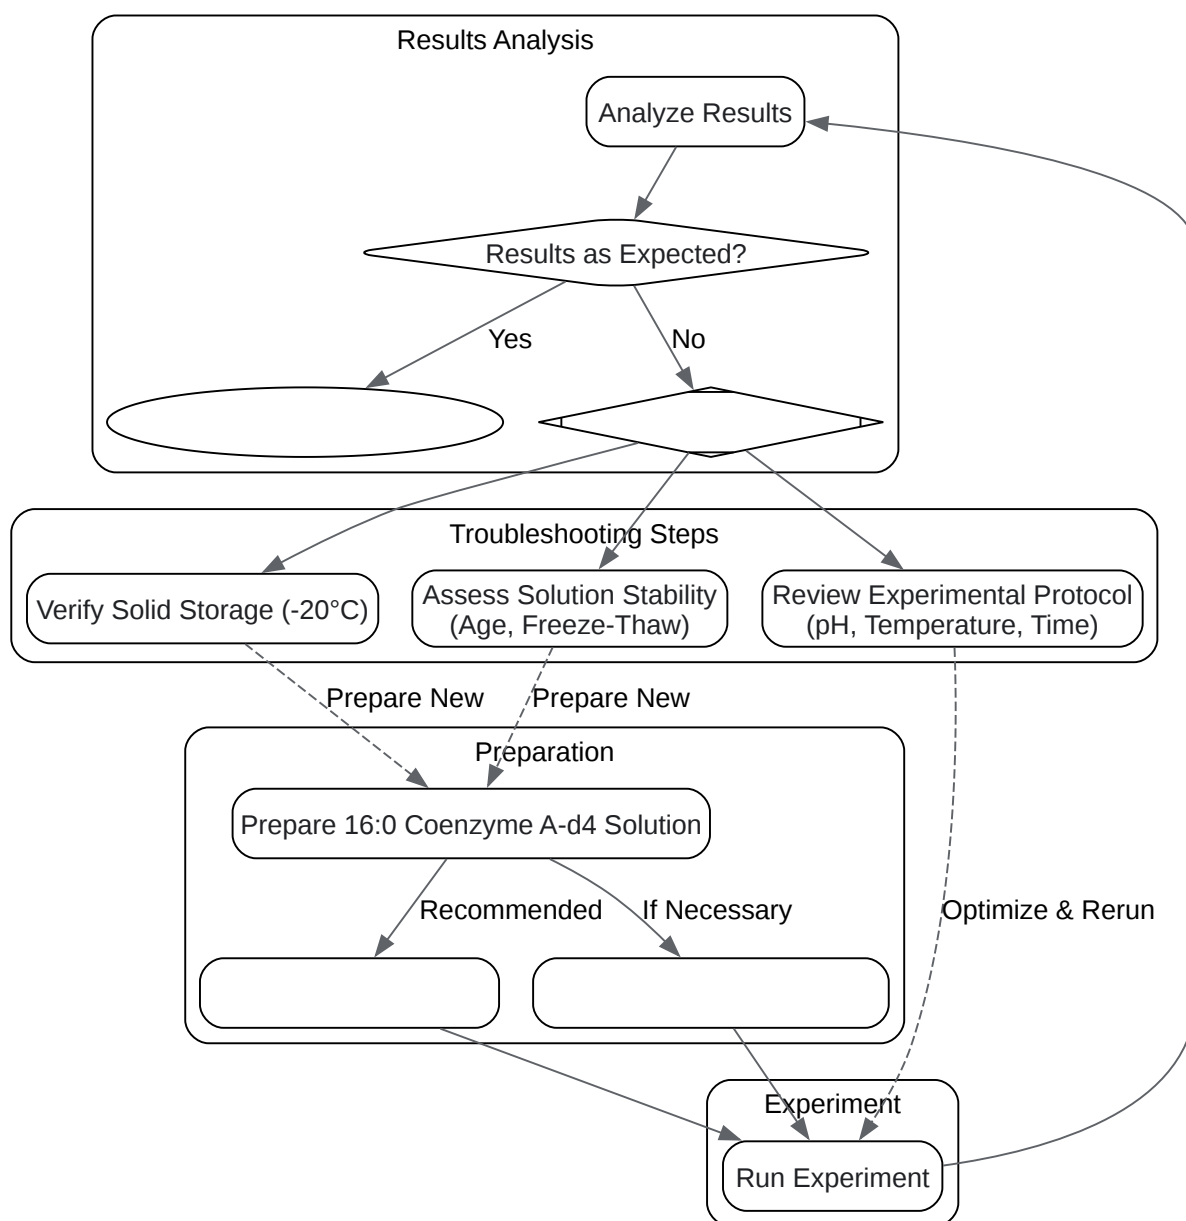 Results Analysis
Analyze Results
Results as Expected?
Yes
No
Troubleshooting Steps
Verify Solid Storage (-20°C)
Assess Solution Stability
(Age, Freeze-Thaw)
Review Experimental Protocol
(pH, Temperature, Time)
Prepare New
Prepare New
Preparation
Prepare 16:0 Coenzyme A-d4 Solution
Recommended
If Necessary
Optimize & Rerun
Experiment
Run Experiment